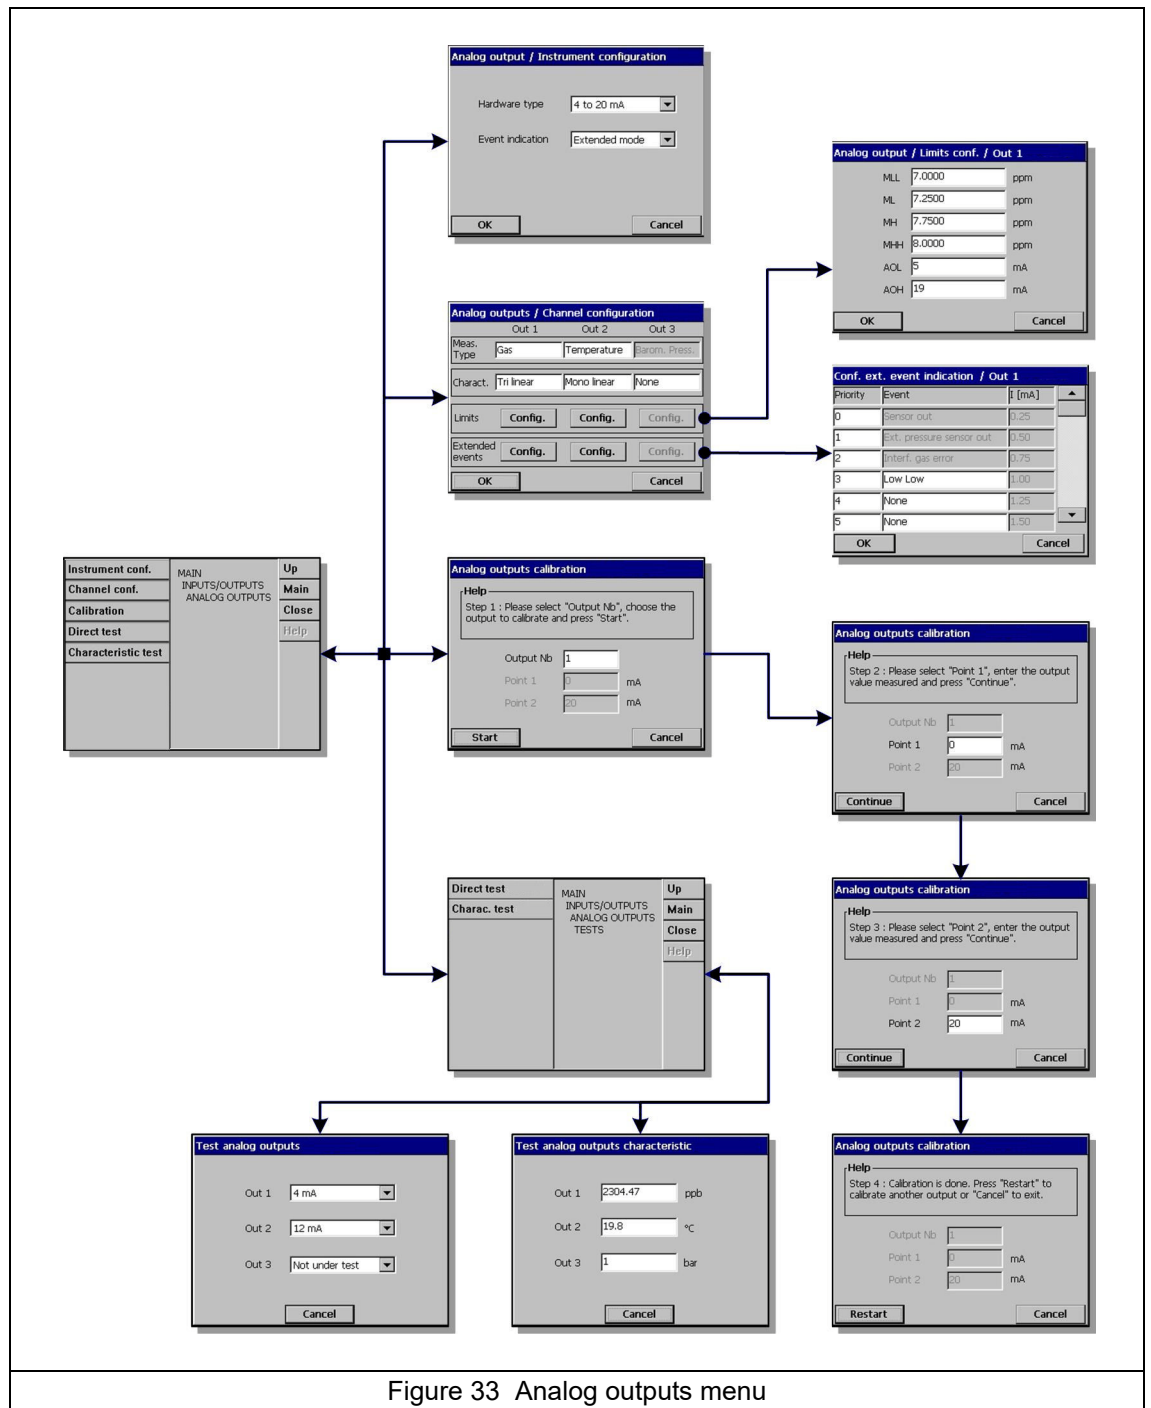 Analog output / Instrument configuration
Hardware type 4 to 20 mA
Event indication Extended mode
OK Cancel
Analog output / Limits conf. / Out 1
MLL 7.0000 ppm
ML 7.2500 ppm
MH 7.7500 ppm
MHH 8.0000 ppm
AOL 5 mA
AOH 19 mA
OK Cancel
Analog outputs / Channel configuration
Out 1 Out 2 Out 3
Meas. Type Gas Temperature Barom. Press.
Charact. Tri linear Mono linear None
Limits Config. Config. Config.
Extended events Config. Config. Config.
OK Cancel
Conf. ext. event indication / Out 1
Priority Event I [mA]
0 Sensor out 0.25
1 Ext. pressure sensor out 0.50
2 Interf. gas error 0.75
3 Low Low 1.00
4 None 1.25
5 None 1.50
OK Cancel
Instrument conf.
Channel conf.
Calibration
Direct test
Characteristic test
MAIN
INPUTS/OUTPUTS
ANALOG OUTPUTS
Up
Main
Close
Help
Analog outputs calibration
Help
Step 1 : Please select "Output Nb", choose the
output to calibrate and press "Start".
Output Nb 1
Point 1 0 mA
Point 2 20 mA
Start Cancel
Analog outputs calibration
Help
Step 2 : Please select "Point 1", enter the output
value measured and press "Continue".
Output Nb 1
Point 1 0 mA
Point 2 20 mA
Continue Cancel
Direct test
Charac. test
MAIN
INPUTS/OUTPUTS
ANALOG OUTPUTS
TESTS
Up
Main
Close
Help
Analog outputs calibration
Help
Step 3 : Please select "Point 2", enter the output
value measured and press "Continue".
Output Nb 1
Point 1 0 mA
Point 2 20 mA
Continue Cancel
Test analog outputs
Out 1 4 mA
Out 2 12 mA
Out 3 Not under test
Cancel
Test analog outputs characteristic
Out 1 2304.47 ppb
Out 2 19.8 °C
Out 3 1 bar
Cancel
Analog outputs calibration
Help
Step 4 : Calibration is done. Press "Restart" to
calibrate another output or "Cancel" to exit.
Output Nb 1
Point 1 0 mA
Point 2 20 mA
Restart Cancel
Figure 33 Analog outputs menu